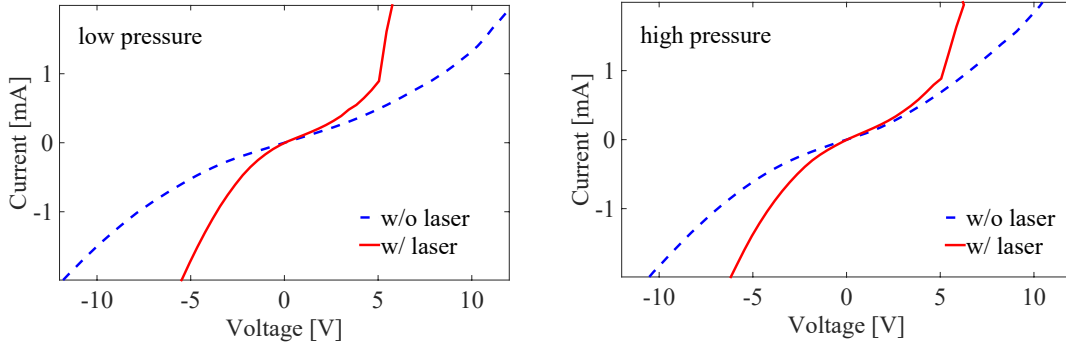 low pressure
Current [mA]
1
0
-1
w/o laser
w/ laser
-10
-5
0
5
10
Voltage [V]
high pressure
Current [mA]
1
0
-1
w/o laser
w/ laser
-10
-5
0
5
10
Voltage [V]